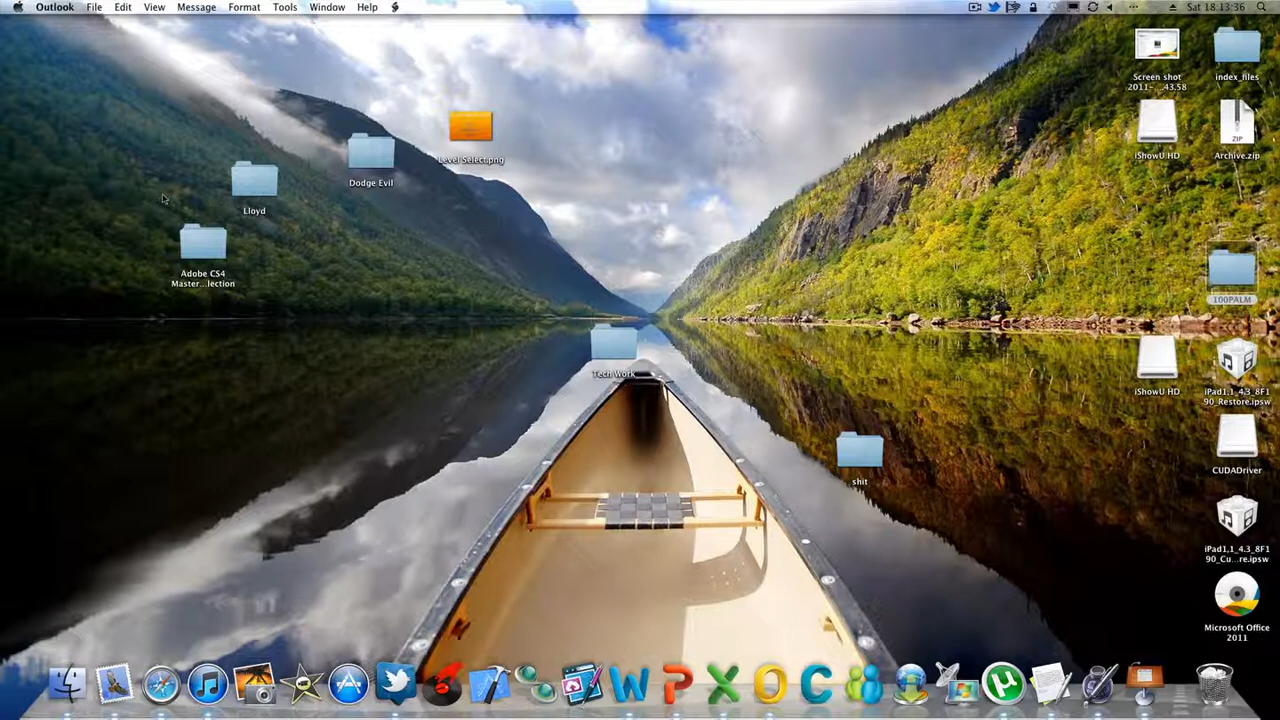 Outlook File Edit View Message Format Tools Window Help
Sat 18.13:36
Screen shot
2011-...43.58
index_files
iShowU HD
ZIP
Archive.zip
Level Select.png
Dodge Evil
Lloyd
Adobe CS4
Master...lection
100PALM
Tech Work
iShowU HD
iPad1,1_4.3_8F1
90_Restore.ipsw
shit
CUDADriver
iPad1,1_4.3_8F1
90_Cu...re.ipsw
Microsoft Office
2011
W P X O C